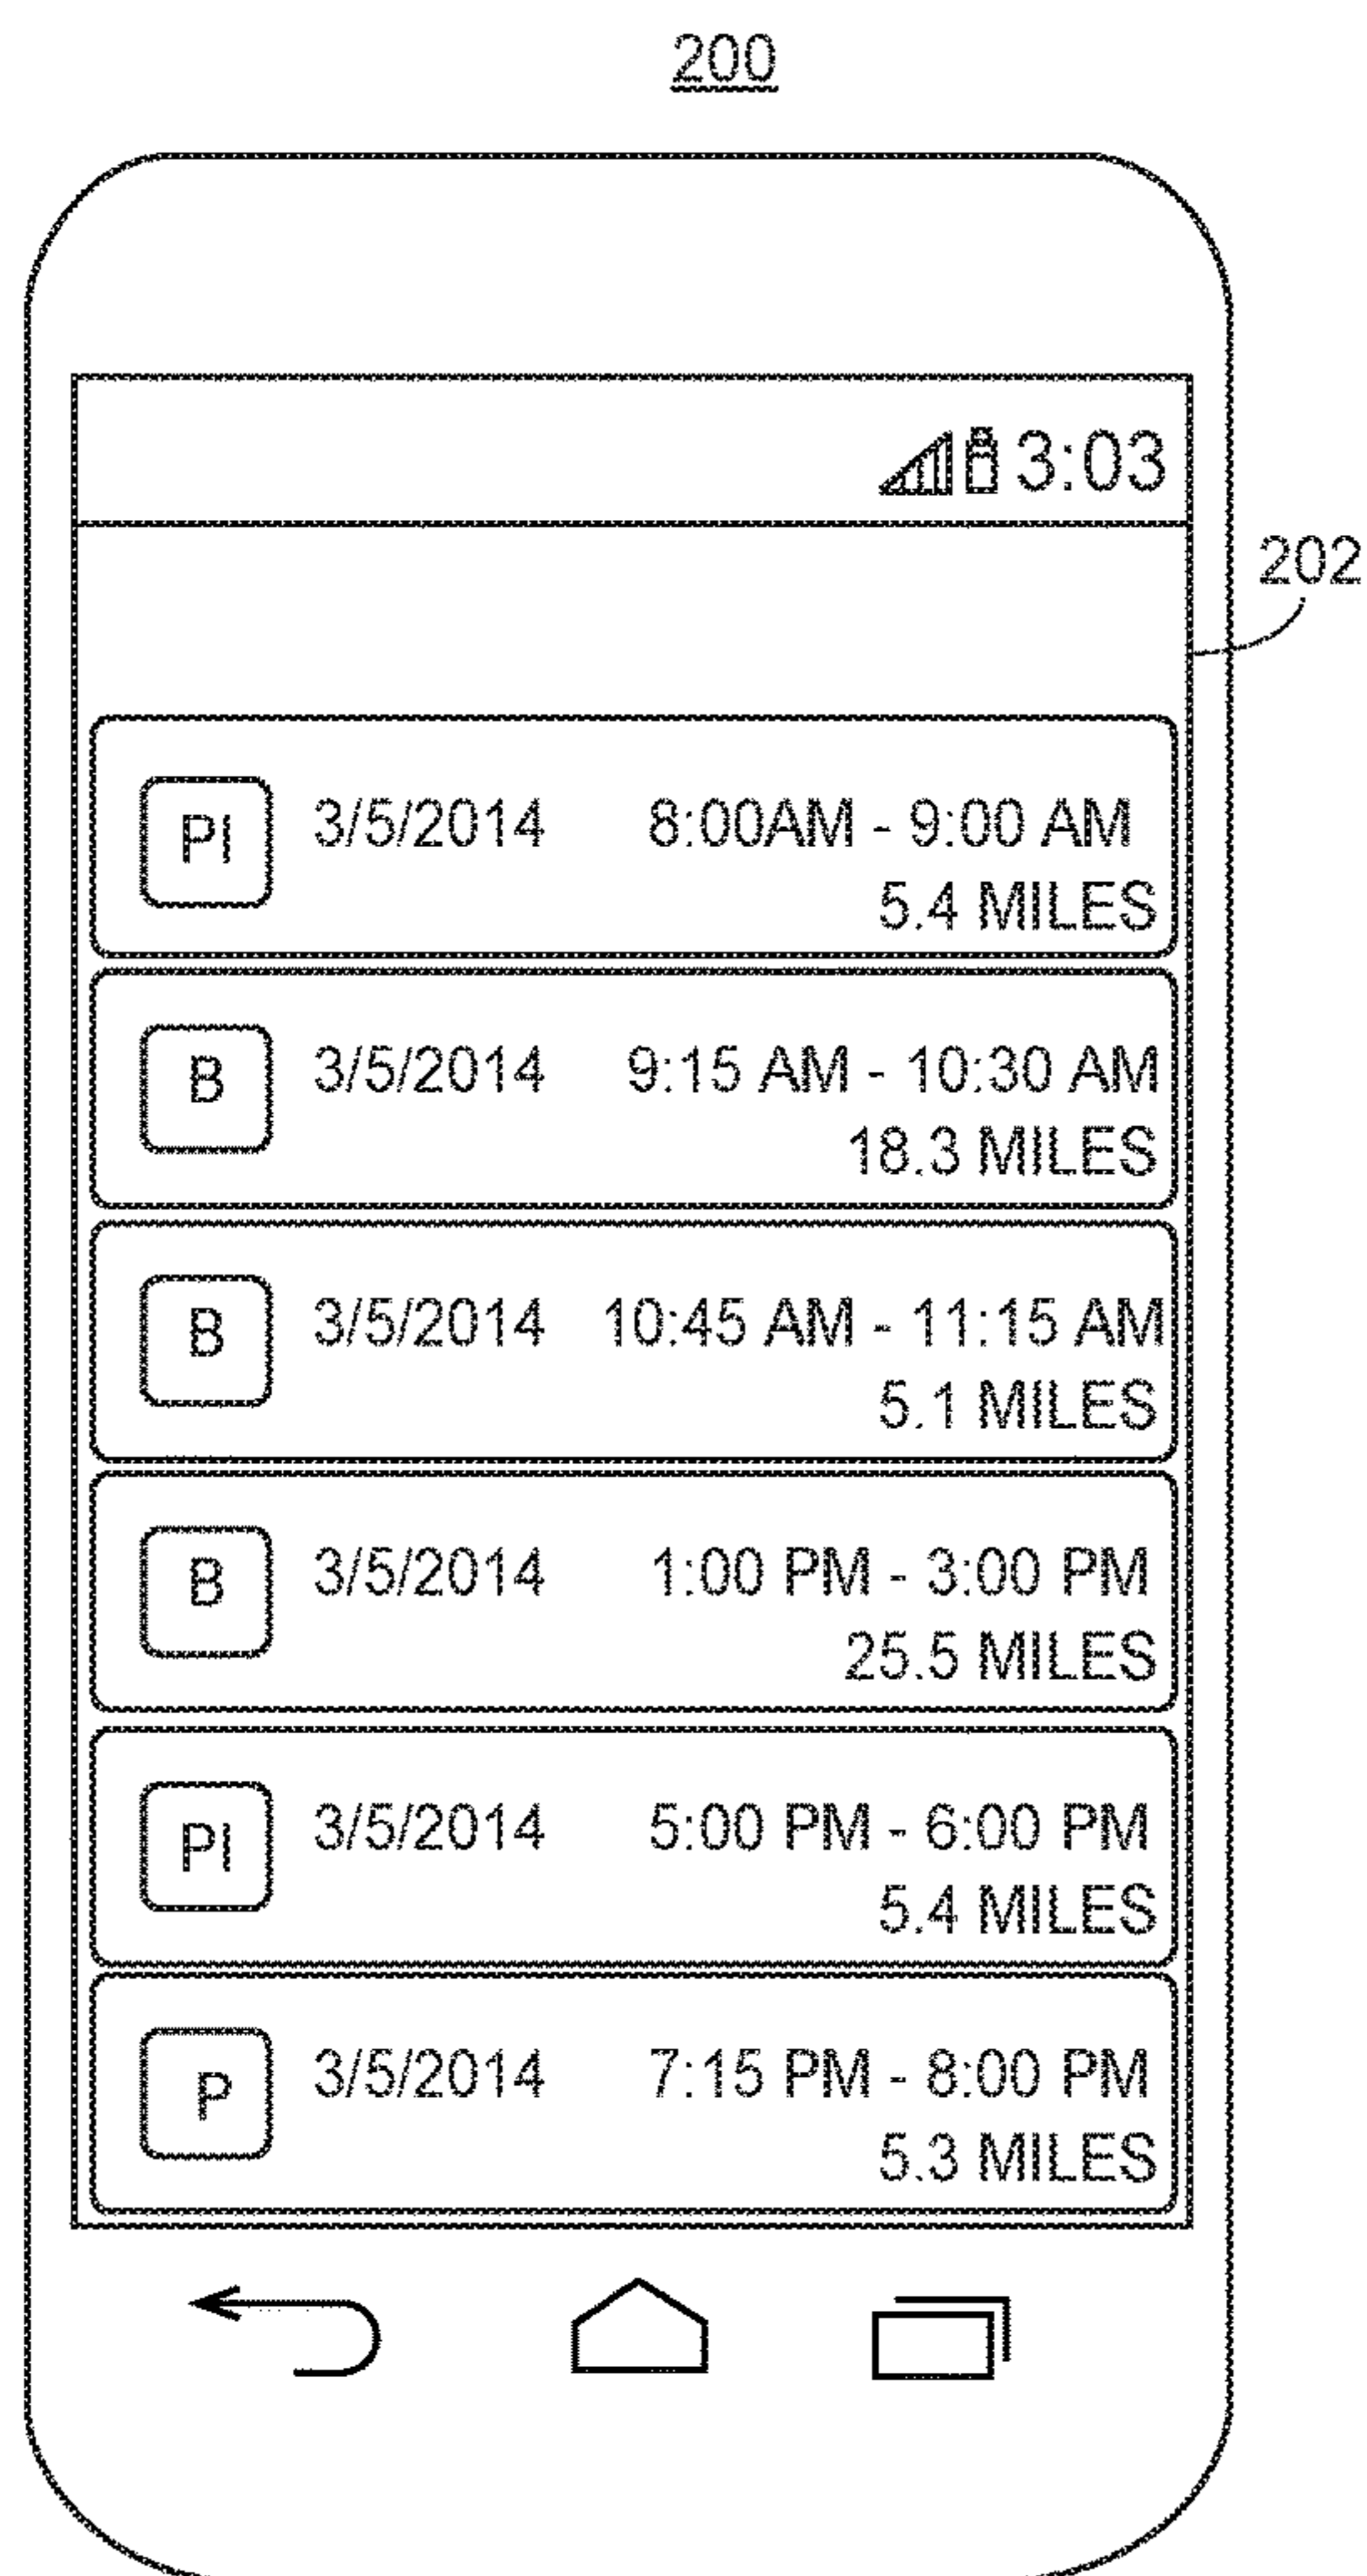 200
3:03
202
PI 3/5/2014 8:00AM - 9:00 AM
5.4 MILES
B 3/5/2014 9:15 AM - 10:30 AM
18.3 MILES
B 3/5/2014 10:45 AM - 11:15 AM
5.1 MILES
B 3/5/2014 1:00 PM - 3:00 PM
25.5 MILES
PI 3/5/2014 5:00 PM - 6:00 PM
5.4 MILES
P 3/5/2014 7:15 PM - 8:00 PM
5.3 MILES